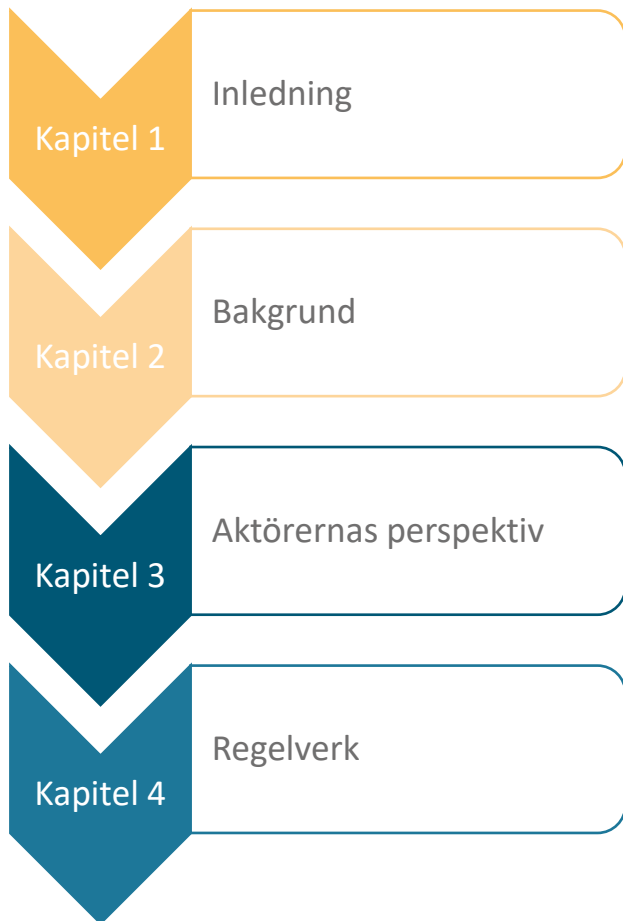 Kapitel 1
Inledning
Kapitel 2
Bakgrund
Kapitel 3
Aktörernas perspektiv
Kapitel 4
Regelverk